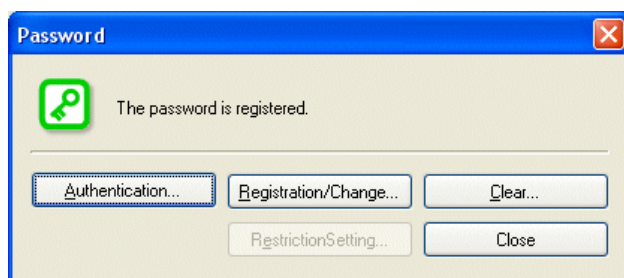 Password
The password is registered.
Authentication... Registration/Change... Clear...
RestrictionSetting... Close